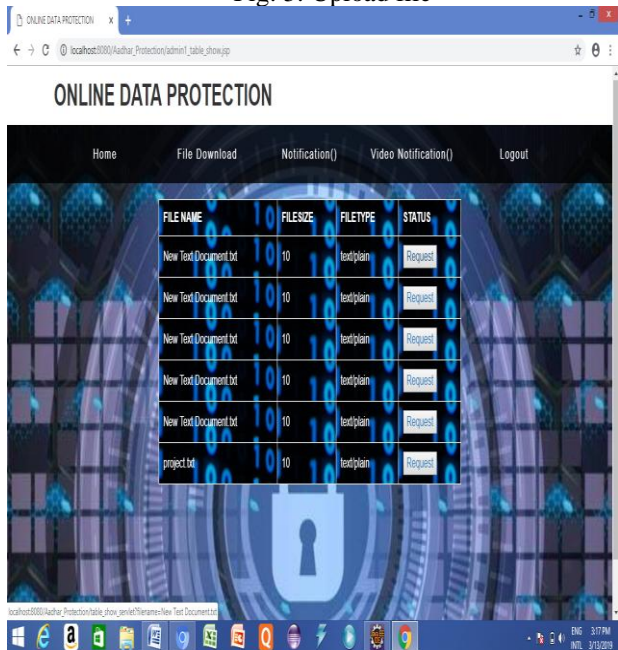 Fig. 3: Upload file
ONLINE DATA PROTECTION
localhost:8080/Aadhar_Protection/admin1_table_show.jsp
ONLINE DATA PROTECTION
Home File Download Notification() Video Notification() Logout
FILE NAME FILESIZE FILETYPE STATUS
New Text Document.txt 10 text/plain Request
New Text Document.txt 10 text/plain Request
New Text Document.txt 10 text/plain Request
New Text Document.txt 10 text/plain Request
New Text Document.txt 10 text/plain Request
project.txt 10 text/plain Request
localhost:8080/Aadhar_Protection/table_show_servlet?filename=New Text Document.txt
ENG 3:17 PM
INTL 3/13/2019